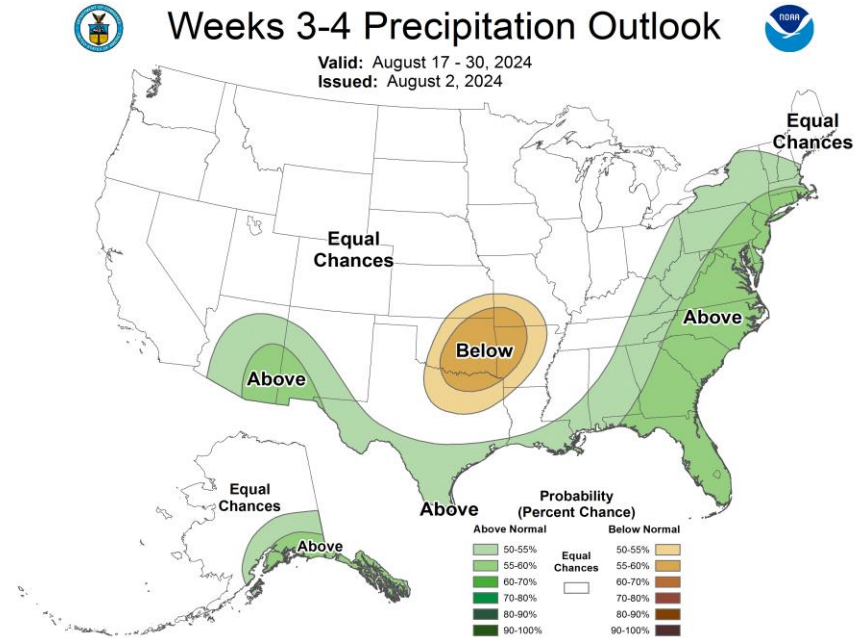 Weeks 3-4 Precipitation Outlook
NOAA
Valid: August 17 - 30, 2024
Issued: August 2, 2024
Equal
Chances
Equal
Chances
Above
Below
Above
Equal
Chances
Above
Above
Probability
(Percent Chance)
Above Normal
Below Normal
50-55%
55-60%
60-70%
70-80%
80-90%
90-100%
Equal
Chances
50-55%
55-60%
60-70%
70-80%
80-90%
90-100%